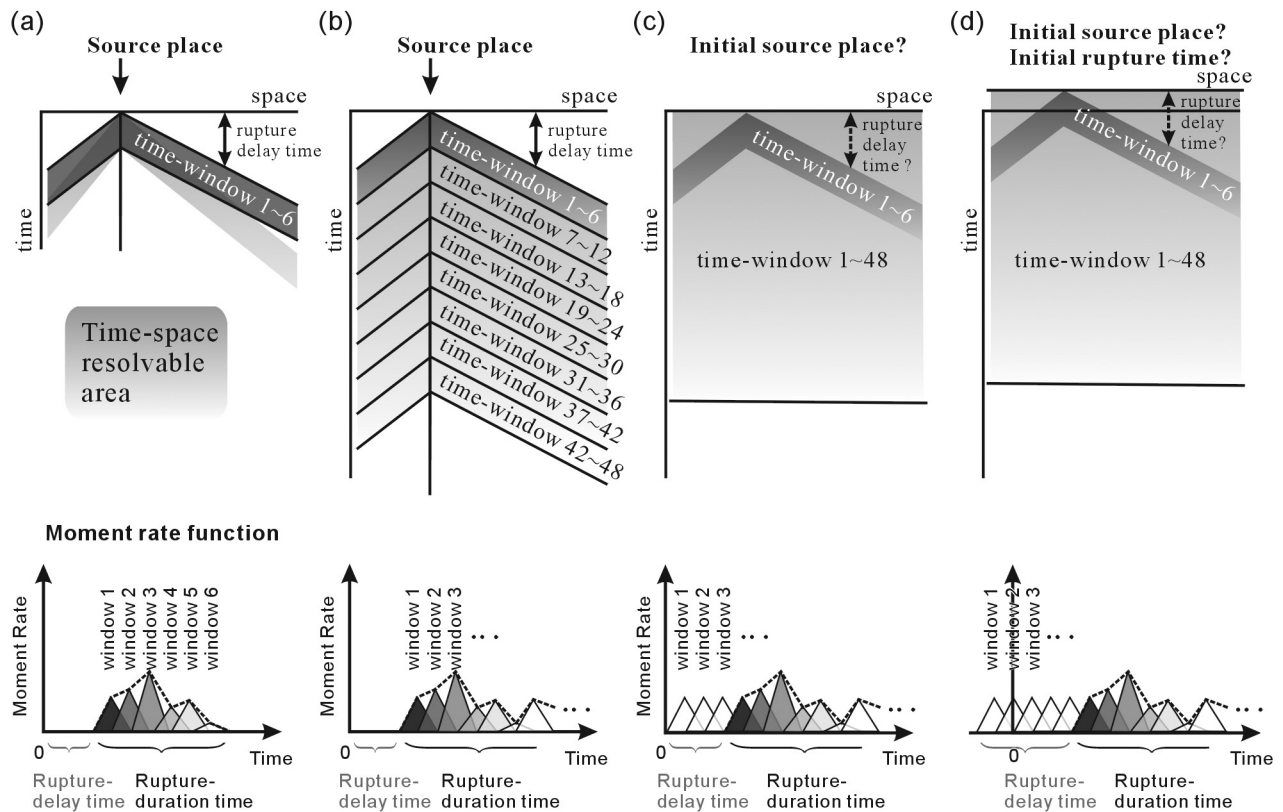 (a)
Source place
space
rupture
delay time
time-window 1~6
time
Time-space
resolvable
area
(b)
Source place
space
rupture
delay time
time-window 1~6
time-window 7~12
time-window 13~18
time-window 19~24
time-window 25~30
time-window 31~36
time-window 37~42
time-window 42~48
time
(c)
Initial source place?
space
rupture
delay
time ?
time-window 1~6
time-window 1~48
time
(d)
Initial source place?
Initial rupture time?
space
rupture
delay
time?
time-window 1~6
time-window 1~48
time
Moment rate function
Moment Rate
window 1
window 2
window 3
window 4
window 5
window 6
0
Time
Rupture-
delay time
Rupture-
duration time
Moment Rate
window 1
window 2
window 3
...
...
0
Time
Rupture-
delay time
Rupture-
duration time
Moment Rate
window 1
window 2
window 3
...
...
0
Time
Rupture-
delay time
Rupture-
duration time
Moment Rate
window 1
window 2
window 3
...
...
0
Time
Rupture-
delay time
Rupture-
duration time